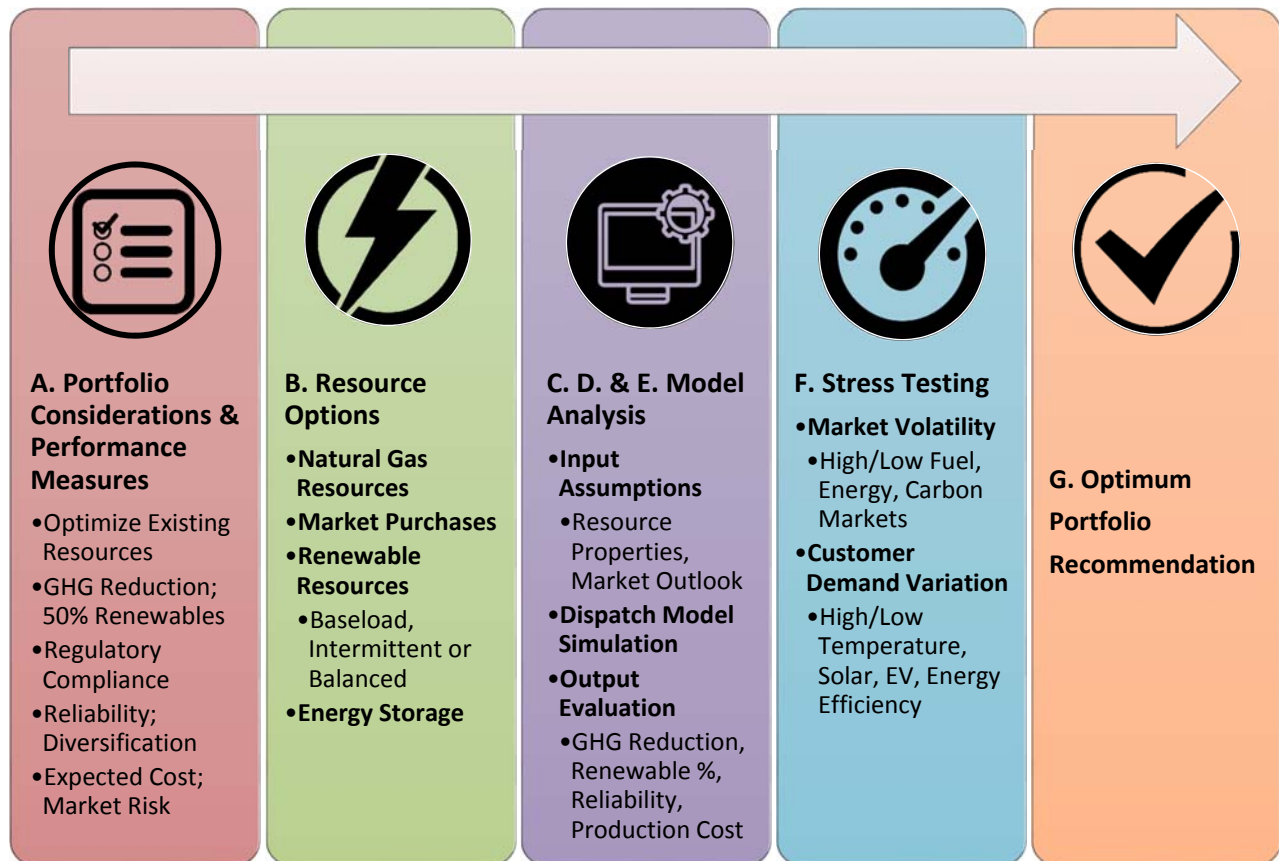 A. Portfolio
Considerations &
Performance
Measures
•Optimize Existing
Resources
•GHG Reduction;
50% Renewables
•Regulatory
Compliance
•Reliability;
Diversification
•Expected Cost;
Market Risk
B. Resource
Options
•Natural Gas
Resources
•Market Purchases
•Renewable
Resources
•Baseload,
Intermittent or
Balanced
•Energy Storage
C. D. & E. Model
Analysis
•Input
Assumptions
•Resource
Properties,
Market Outlook
•Dispatch Model
Simulation
•Output
Evaluation
•GHG Reduction,
Renewable %,
Reliability,
Production Cost
F. Stress Testing
•Market Volatility
•High/Low Fuel,
Energy, Carbon
Markets
•Customer
Demand Variation
•High/Low
Temperature,
Solar, EV, Energy
Efficiency
G. Optimum
Portfolio
Recommendation